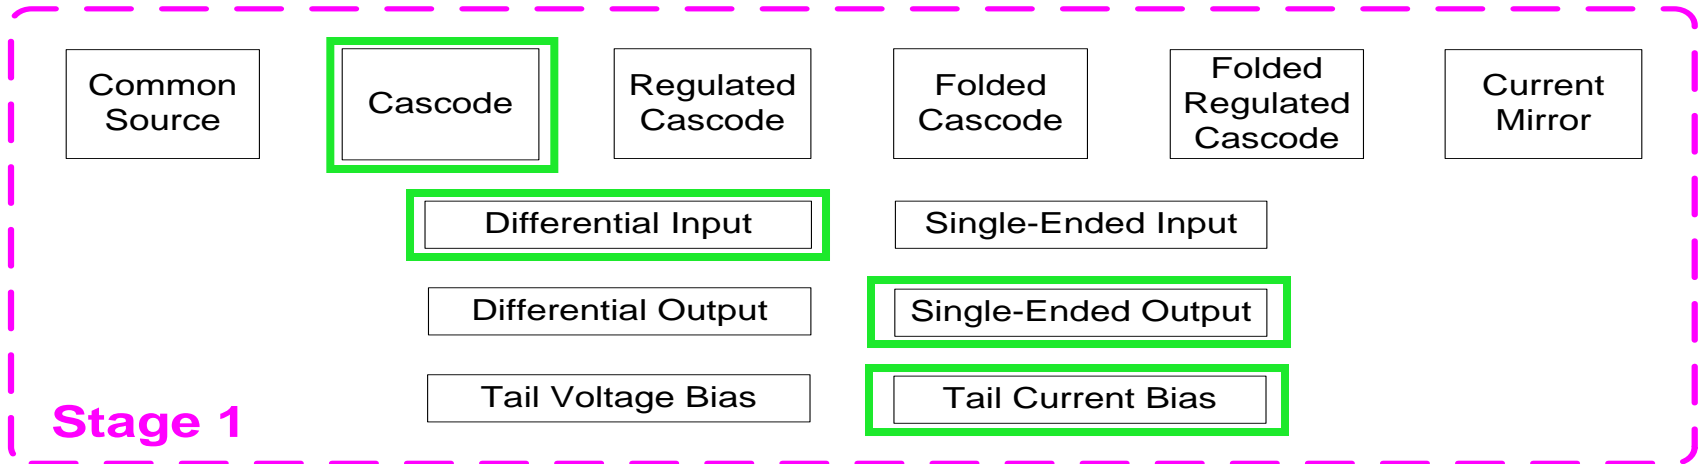 Common
Source
Cascode
Regulated
Cascode
Folded
Cascode
Folded
Regulated
Cascode
Current
Mirror
Differential Input
Single-Ended Input
Differential Output
Single-Ended Output
Tail Voltage Bias
Tail Current Bias
Stage 1